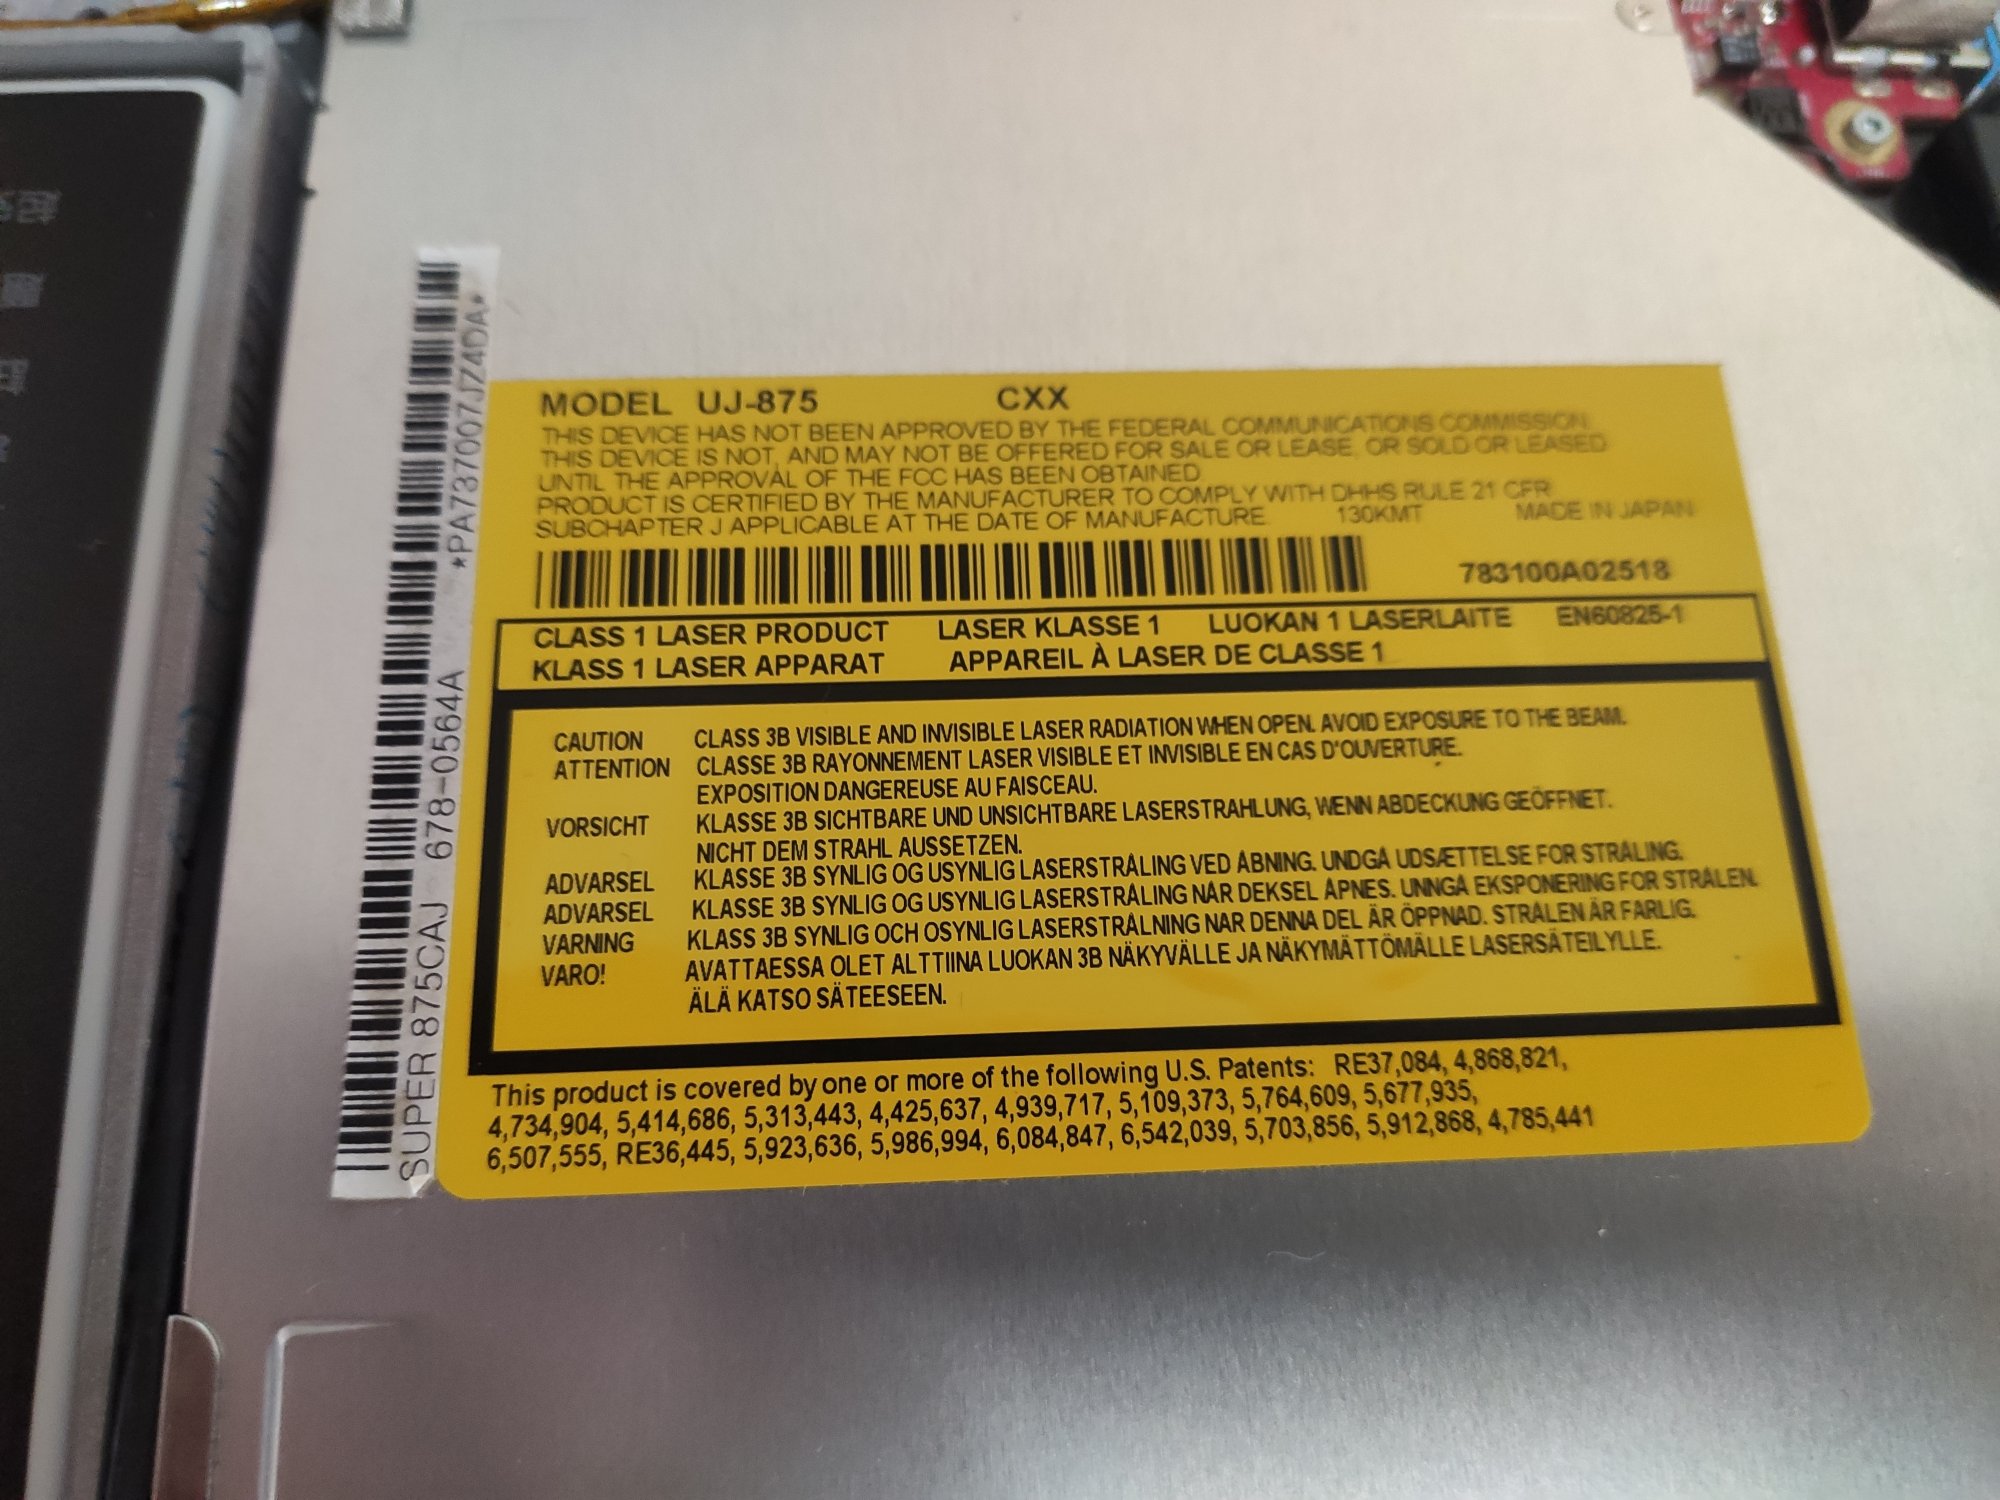 MODEL UJ-875 CXX
THIS DEVICE HAS NOT BEEN APPROVED BY THE FEDERAL COMMUNICATIONS COMMISSION.
THIS DEVICE IS NOT, AND MAY NOT BE OFFERED FOR SALE OR LEASE, OR SOLD OR LEASED
UNTIL THE APPROVAL OF THE FCC HAS BEEN OBTAINED
PRODUCT IS CERTIFIED BY THE MANUFACTURER TO COMPLY WITH DHHS RULE 21 CFR
SUBCHAPTER J APPLICABLE AT THE DATE OF MANUFACTURE 130KMT MADE IN JAPAN
783100A02518
CLASS 1 LASER PRODUCT LASER KLASSE 1 LUOKAN 1 LASERLAITE EN60825-1
KLASS 1 LASER APPARAT APPAREIL À LASER DE CLASSE 1
CAUTION CLASS 3B VISIBLE AND INVISIBLE LASER RADIATION WHEN OPEN. AVOID EXPOSURE TO THE BEAM.
ATTENTION CLASSE 3B RAYONNEMENT LASER VISIBLE ET INVISIBLE EN CAS D'OUVERTURE.
EXPOSITION DANGEREUSE AU FAISCEAU.
VORSICHT KLASSE 3B SICHTBARE UND UNSICHTBARE LASERSTRAHLUNG, WENN ABDECKUNG GEÖFFNET.
NICHT DEM STRAHL AUSSETZEN.
ADVARSEL KLASSE 3B SYNLIG OG USYNLIG LASERSTRÅLING VED ÅBNING. UNDGÅ UDSÆTTELSE FOR STRÅLING.
ADVARSEL KLASSE 3B SYNLIG OG USYNLIG LASERSTRÅLING NÅR DEKSEL ÅPNES. UNNGÅ EKSPONERING FOR STRÅLEN.
VARNING KLASS 3B SYNLIG OCH OSYNLIG LASERSTRÅLNING NÄR DENNA DEL ÄR ÖPPNAD. STRÅLEN ÄR FARLIG.
VARO! AVATTAESSA OLET ALTTIINA LUOKAN 3B NÄKYVÄLLE JA NÄKYMÄTTÖMÄLLE LASERSÄTEILYLLE.
ÄLÄ KATSO SÄTEESEEN.
This product is covered by one or more of the following U.S. Patents: RE37,084, 4,868,821,
4,734,904, 5,414,686, 5,313,443, 4,425,637, 4,939,717, 5,109,373, 5,764,609, 5,677,935,
6,507,555, RE36,445, 5,923,636, 5,986,994, 6,084,847, 6,542,039, 5,703,856, 5,912,868, 4,785,441
*PA737007JZ4DA*
SUPER 875CAJ 678-0564A